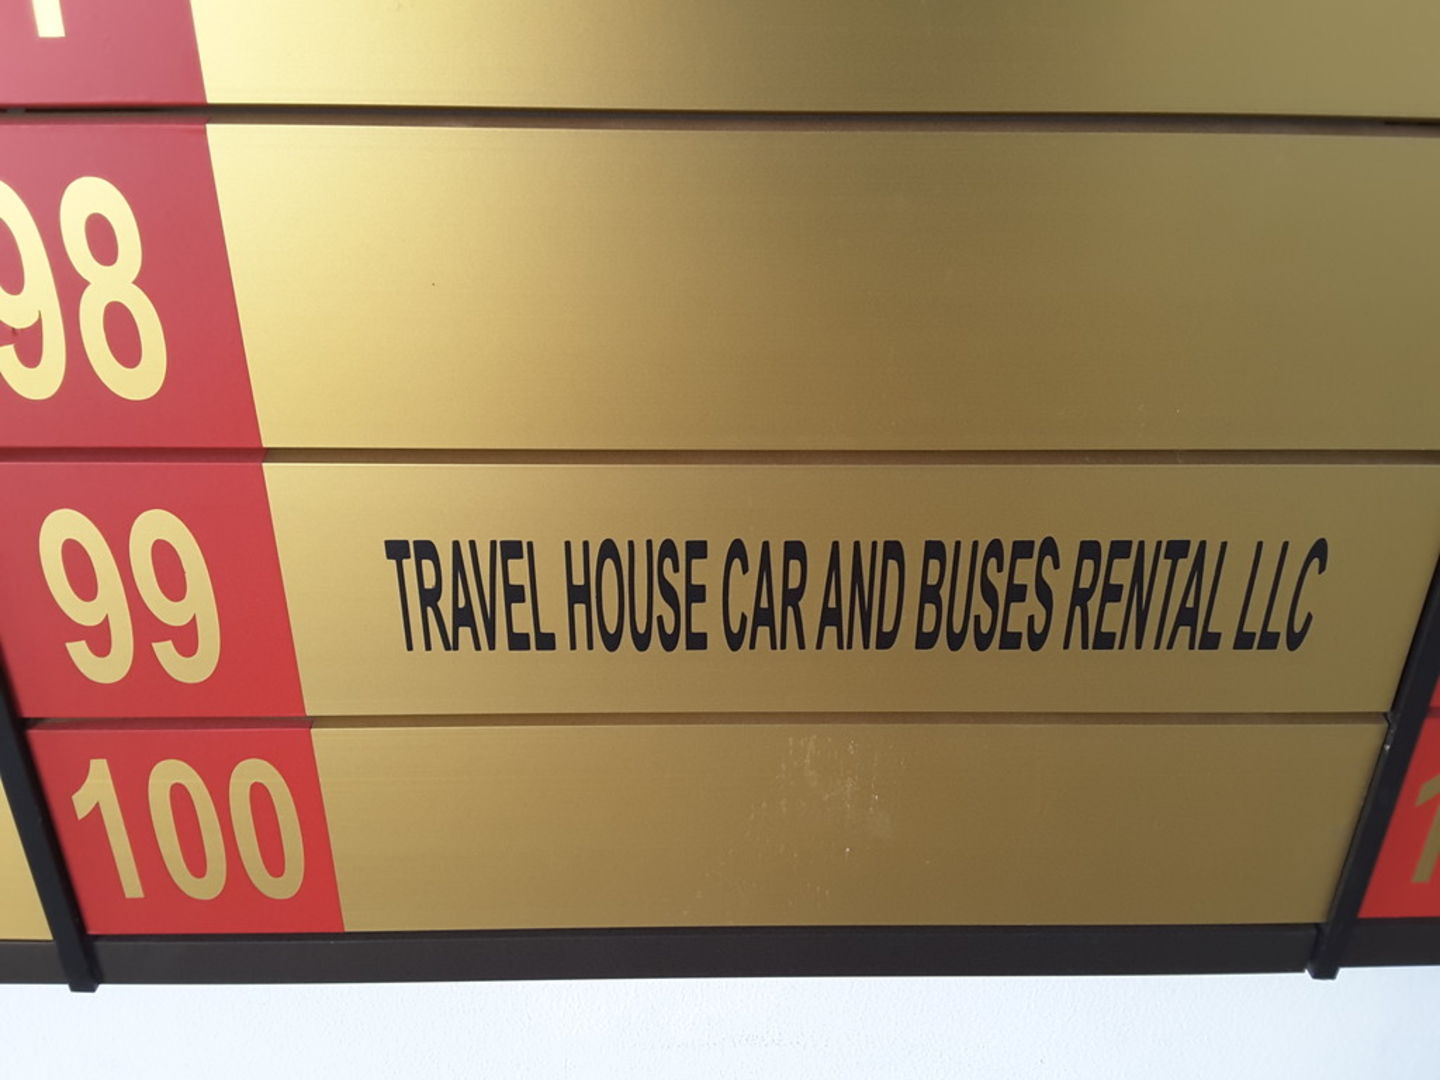 98
99 TRAVEL HOUSE CAR AND BUSES RENTAL LLC
100